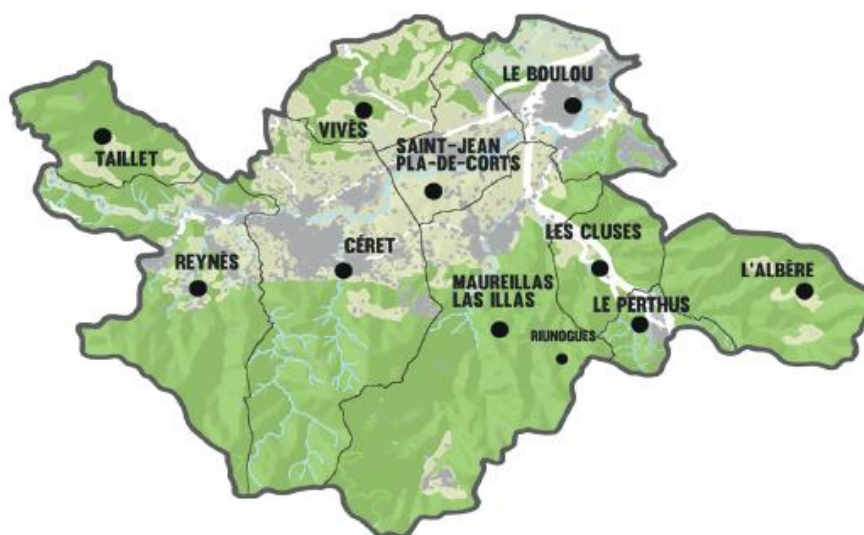 LE BOULOU
VIVÈS
TAILLET
SAINT-JEAN
PLA-DE-CORTS
LES CLUSES
CÉRET
REYNÈS
L'ALBÈRE
MAUREILLAS
LAS ILLAS
LE PERTHUS
RIUNOGUES